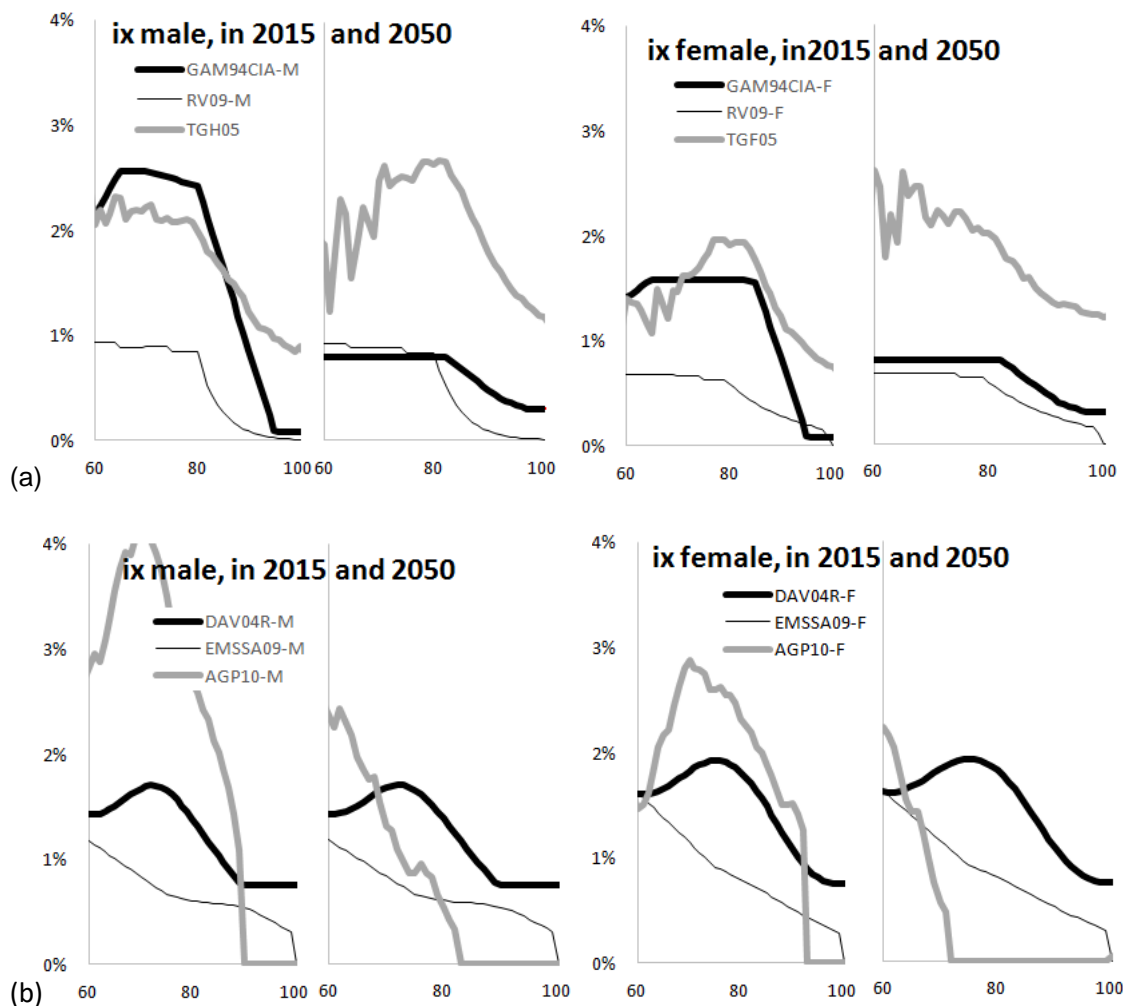 ix male, in 2015 and 2050
GAM94CIA-M
RV09-M
TGH05
4%
3%
2%
1%
0%
60
80
100
60
80
100
ix female, in2015 and 2050
GAM94CIA-F
RV09-F
TGF05
4%
3%
2%
1%
0%
60
80
100
60
80
100
(a)
ix male, in 2015 and 2050
DAV04R-M
EMSSA09-M
AGP10-M
4%
3%
2%
1%
0%
60
80
100
60
80
100
ix female, in 2015 and 2050
DAV04R-F
EMSSA09-F
AGP10-F
4%
3%
2%
1%
0%
60
80
100
60
80
100
(b)